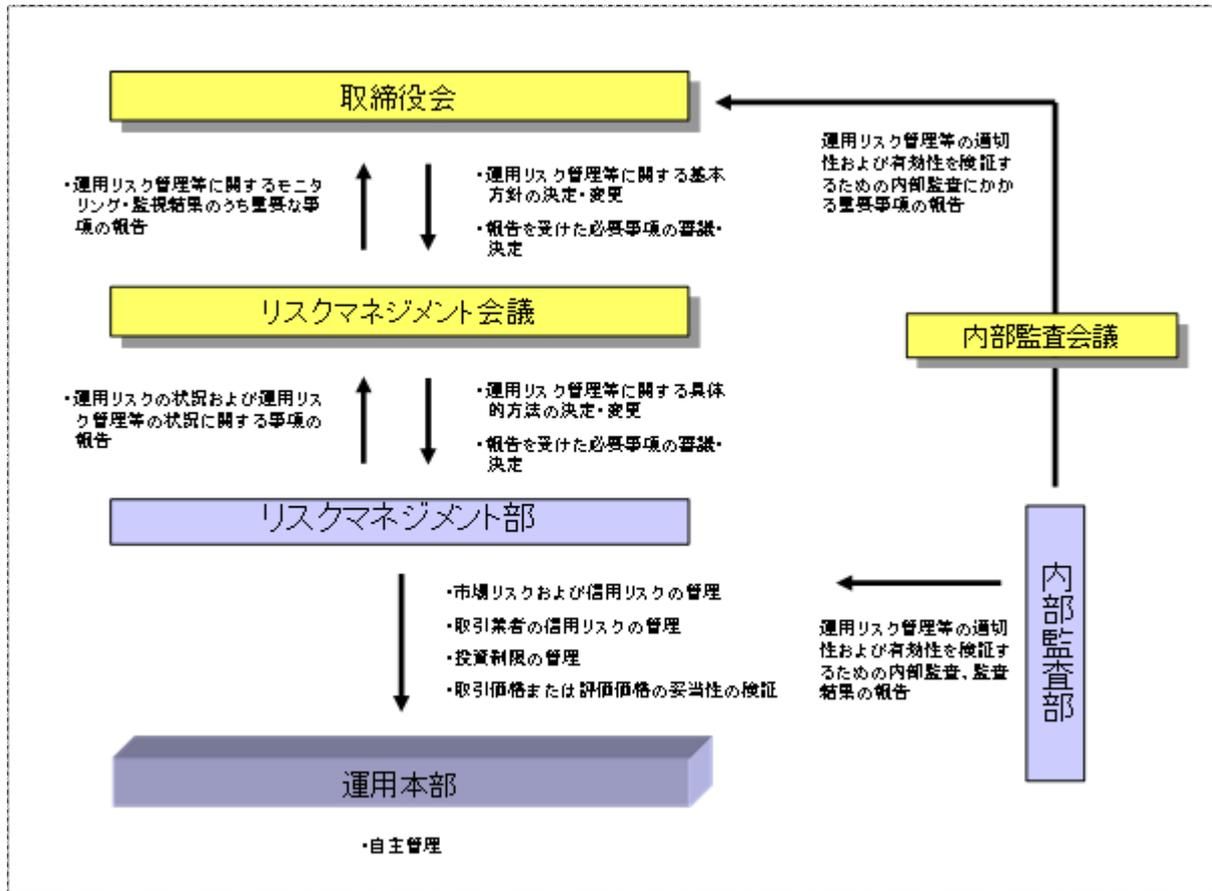 取締役会
・運用リスク管理等に関するモニタ
リング・監視結果のうち重要な事
項の報告
・運用リスク管理等に関する基本
方針の決定・変更
・報告を受けた必要事項の審議・
決定
運用リスク管理等の適切
性および有効性を検証す
るための内部監査にかか
る重要事項の報告
リスクマネジメント会議
内部監査会議
・運用リスクの状況および運用リス
ク管理等の状況に関する事項の
報告
・運用リスク管理等に関する具体
的方法の決定・変更
・報告を受けた必要事項の審議・
決定
リスクマネジメント部
・市場リスクおよび信用リスクの管理
・取引業者の信用リスクの管理
・投資制限の管理
・取引価格または評価価格の妥当性の検証
運用リスク管理等の適切
性および有効性を検証す
るための内部監査、監査
結果の報告
内部監査部
運用本部
・自主管理